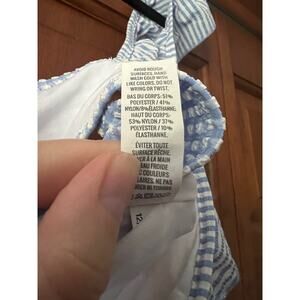 AVOID ROUGH
SURFACES. HAND
WASH COLD WITH
LIKE COLORS, DO NOT
WRING OR TWIST.
BAS DU CORPS: 51%
POLYESTER / 41%
NYLON/8% ÉLASTHANNE.
HAUT DU CORPS:
53% NYLON / 37%
POLYESTER / 10%
ÉLASTHANNE.
ÉVITER TOUTE
SURFACE RÊCHE.
À LA MAIN
EAU FROIDE
COULEURS
NE PAS
12